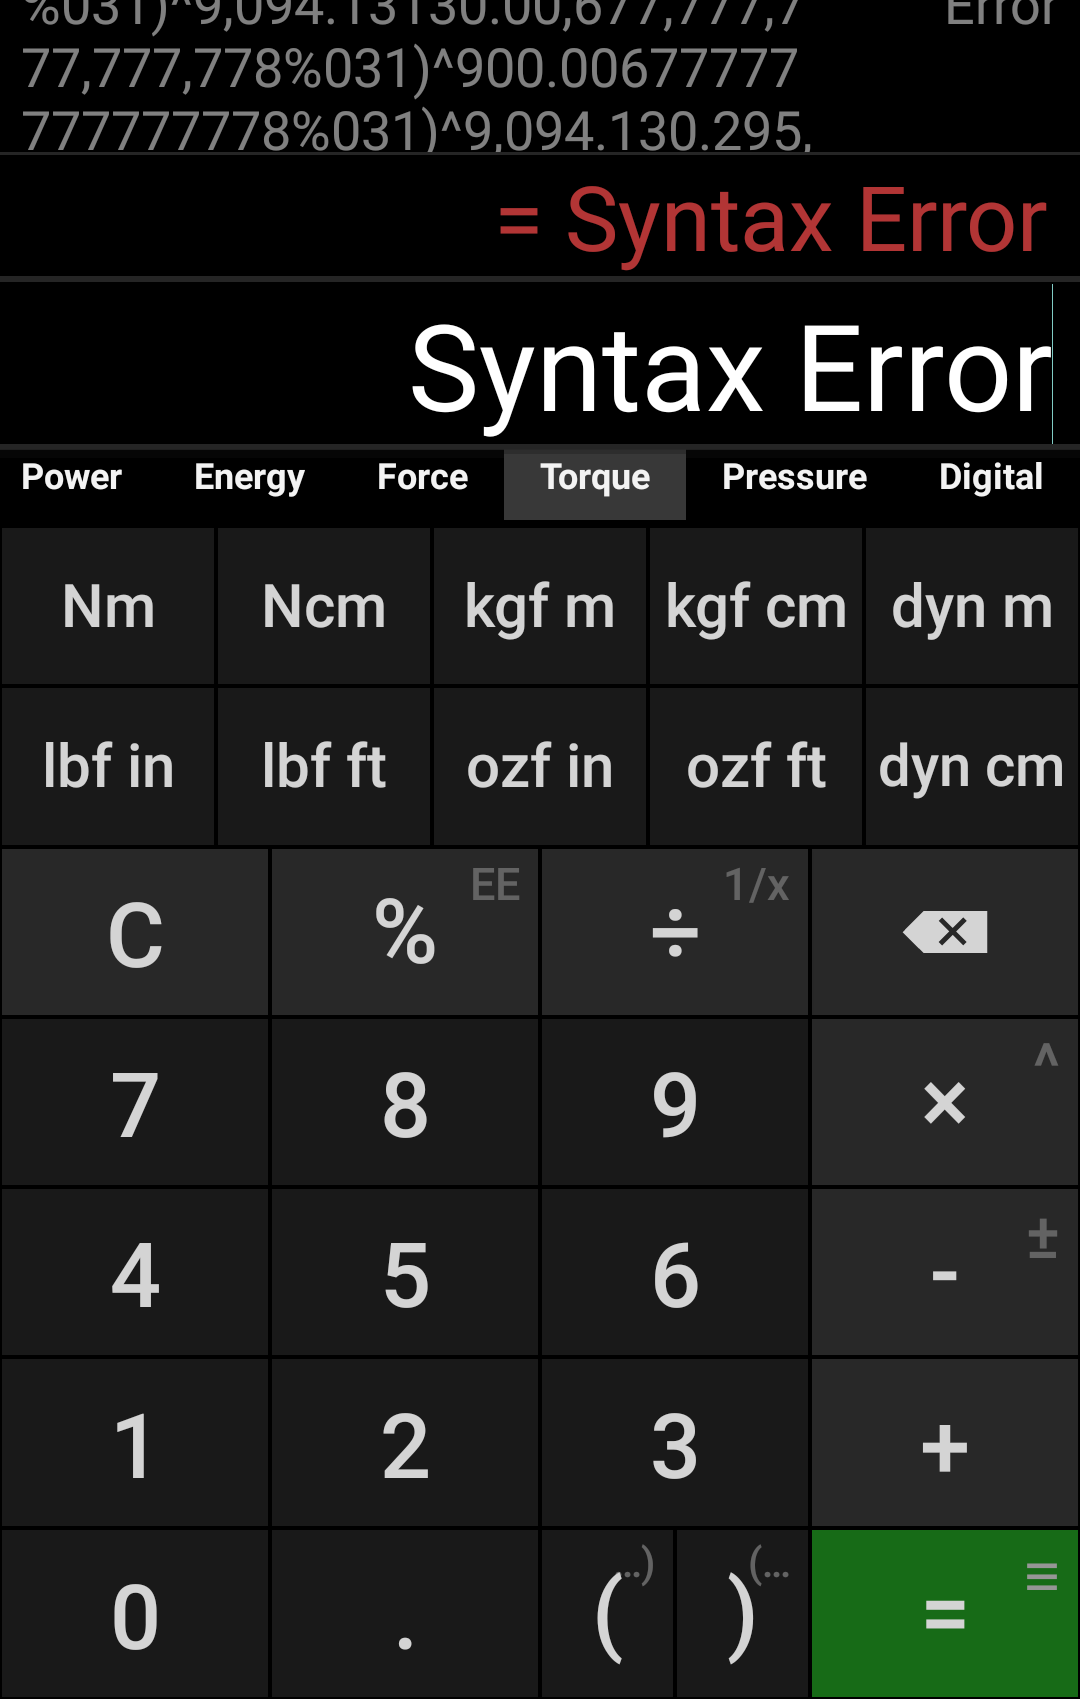 %031)^9,094.13130.00,677,777,7 Error
77,777,778%031)^900.00677777
777777778%031)^9,094.130.295,
= Syntax Error
Syntax Error
Power Energy Force Torque Pressure Digital
Nm Ncm kgf m kgf cm dyn m
lbf in lbf ft ozf in ozf ft dyn cm
C % EE ÷ 1/x
7 8 9 × ^
4 5 6 - ±
1 2 3 +
0 . ( ..) ) (... = ≡